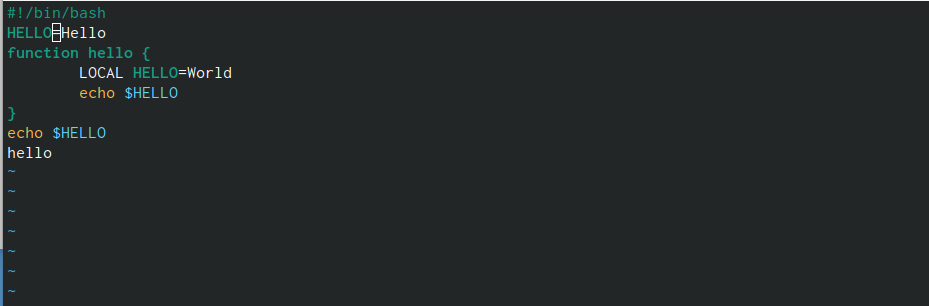 #!/bin/bash
HELLO=Hello
function hello {
        LOCAL HELLO=World
        echo $HELLO
}
echo $HELLO
hello
~
~
~
~
~
~
~